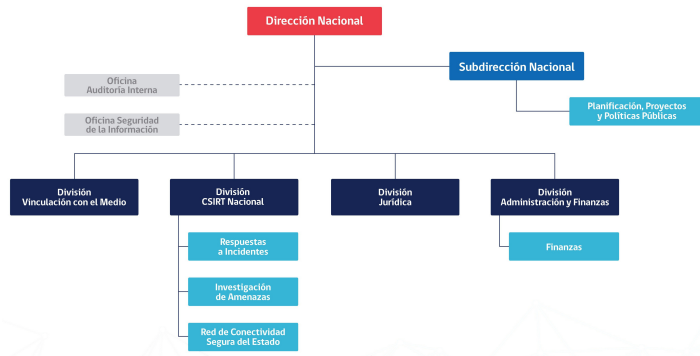 Dirección Nacional
Subdirección Nacional
Oficina
Auditoría Interna
Planificación, Proyectos
y Políticas Públicas
Oficina Seguridad
de la Información
División
Vinculación con el Medio
División
CSIRT Nacional
División
Jurídica
División
Administración y Finanzas
Respuestas
a Incidentes
Finanzas
Investigación
de Amenazas
Red de Conectividad
Segura del Estado